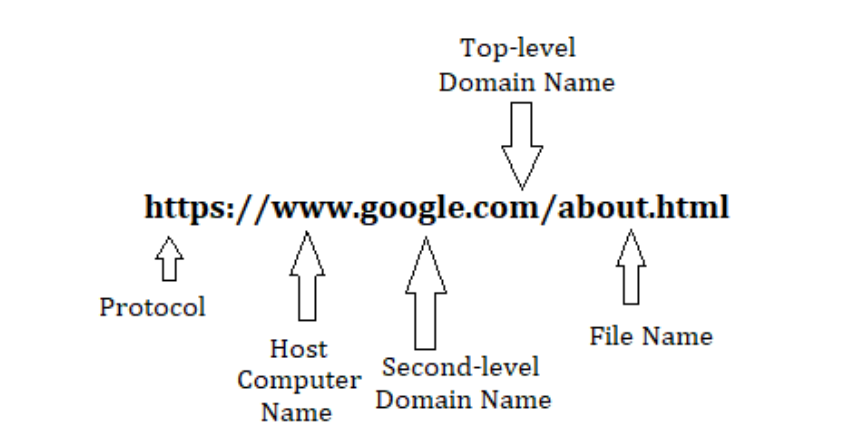 Top-level
Domain Name
https://www.google.com/about.html
Protocol
Host
Computer
Name
Second-level
Domain Name
File Name